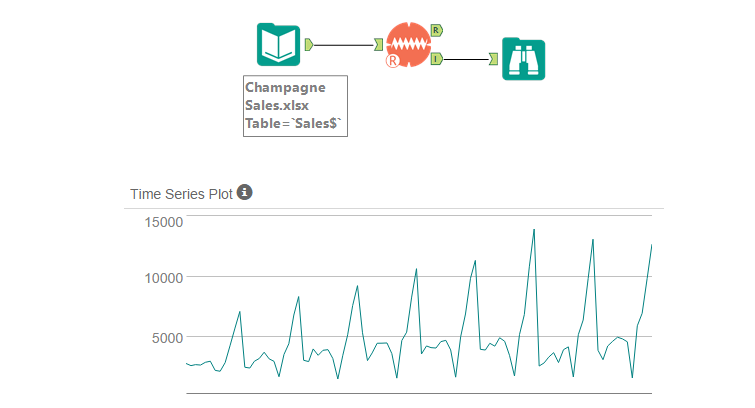 R
R
I
Champagne
Sales.xlsx
Table=`Sales$`
Time Series Plot i
15000
10000
5000